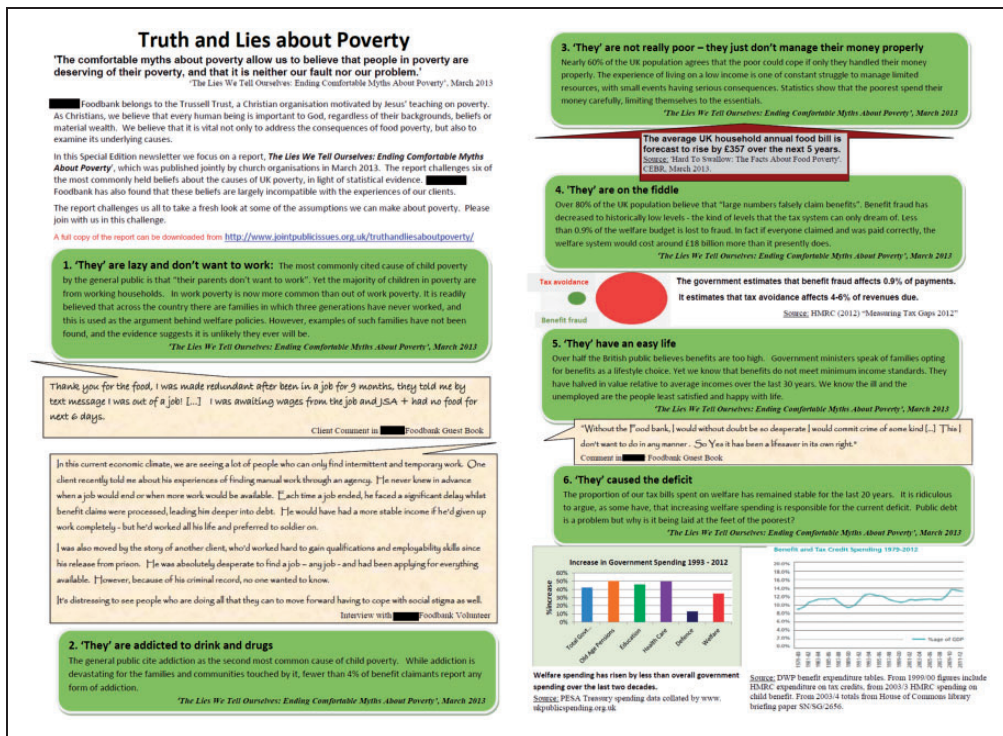 Truth and Lies about Poverty
'The comfortable myths about poverty allow us to believe that people in poverty are
deserving of their poverty, and that it is neither our fault nor our problem.'
'The Lies We Tell Ourselves: Ending Comfortable Myths About Poverty', March 2013
Foodbank belongs to the Trussell Trust, a Christian organisation motivated by Jesus' teaching on poverty.
As Christians, we believe that every human being is important to God, regardless of their backgrounds, beliefs or
material wealth. We believe that it is vital not only to address the consequences of food poverty, but also to
examine its underlying causes.
In this Special Edition newsletter we focus on a report, The Lies We Tell Ourselves: Ending Comfortable Myths
About Poverty', which was published jointly by church organisations in March 2013. The report challenges six of
the most commonly held beliefs about the causes of UK poverty, in light of statistical evidence.
Foodbank has also found that these beliefs are largely incompatible with the experiences of our clients.
The report challenges us all to take a fresh look at some of the assumptions we can make about poverty. Please
join with us in this challenge.
A full copy of the report can be downloaded from http://www.jointpublicissues.org.uk/truthandliesaboutpoverty/
1. 'They' are lazy and don't want to work: The most commonly cited cause of child poverty
by the general public is that "their parents don't want to work". Yet the majority of children in poverty are
from working households. In work poverty is now more common than out of work poverty. It is readily
believed that across the country there are families in which three generations have never worked, and
this is used as the argument behind welfare policies. However, examples of such families have not been
found, and the evidence suggests it is unlikely they ever will be.
'The Lies We Tell Ourselves: Ending Comfortable Myths About Poverty', March 2013
Thank you for the food, I was made redundant after been in a job for 9 months, they told me by
text message I was out of a job! [...] I was awaiting wages from the job and JSA + had no food for
next 6 days.
Client Comment in Foodbank Guest Book
In this current economic climate, we are seeing a lot of people who can only find intermittent and temporary work. One
client recently told me about his experiences of finding manual work through an agency. He never knew in advance
when a job would end or when more work would be available. Each time a job ended, he faced a significant delay whilst
benefit claims were processed, leading him deeper into debt. He would have had a more stable income if he'd given up
work completely - but he'd worked all his life and preferred to soldier on.
I was also moved by the story of another client, who'd worked hard to gain qualifications and employability skills since
his release from prison. He was absolutely desperate to find a job – any job - and had been applying for everything
available. However, because of his criminal record, no one wanted to know.
It's distressing to see people who are doing all that they can to move forward having to cope with social stigma as well.
Interview with Foodbank Volunteer
2. 'They' are addicted to drink and drugs
The general public cite addiction as the second most common cause of child poverty. While addiction is
devastating for the families and communities touched by it, fewer than 4% of benefit claimants report any
form of addiction.
'The Lies We Tell Ourselves: Ending Comfortable Myths About Poverty', March 2013
3. 'They' are not really poor – they just don't manage their money properly
Nearly 60% of the UK population agrees that the poor could cope if only they handled their money
properly. The experience of living on a low income is one of constant struggle to manage limited
resources, with small events having serious consequences. Statistics show that the poorest spend their
money carefully, limiting themselves to the essentials.
'The Lies We Tell Ourselves: Ending Comfortable Myths About Poverty', March 2013
The average UK household annual food bill is
forecast to rise by £357 over the next 5 years.
Source: 'Hard To Swallow: The Facts About Food Poverty'.
CEBR, March 2013.
4. 'They' are on the fiddle
Over 80% of the UK population believe that "large numbers falsely claim benefits". Benefit fraud has
decreased to historically low levels - the kind of levels that the tax system can only dream of. Less
than 0.9% of the welfare budget is lost to fraud. In fact if everyone claimed and was paid correctly, the
welfare system would cost around £18 billion more than it presently does.
'The Lies We Tell Ourselves: Ending Comfortable Myths About Poverty', March 2013
Tax avoidance
Benefit fraud
The government estimates that benefit fraud affects 0.9% of payments.
It estimates that tax avoidance affects 4-6% of revenues due.
Source: HMRC (2012) "Measuring Tax Gaps 2012"
5. 'They' have an easy life
Over half the British public believes benefits are too high. Government ministers speak of families opting
for benefits as a lifestyle choice. Yet we know that benefits do not meet minimum income standards. They
have halved in value relative to average incomes over the last 30 years. We know the ill and the
unemployed are the people least satisfied and happy with life.
'The Lies We Tell Ourselves: Ending Comfortable Myths About Poverty', March 2013
"Without the Food bank, I would without doubt be so desperate I would commit crime of some kind [...] This I
don't want to do in any manner. So Yes it has been a lifesaver in its own right."
Comment in Foodbank Guest Book
6. 'They' caused the deficit
The proportion of our tax bills spent on welfare has remained stable for the last 20 years. It is ridiculous
to argue, as some have, that increasing welfare spending is responsible for the current deficit. Public debt
is a problem but why is it being laid at the feet of the poorest?
'The Lies We Tell Ourselves: Ending Comfortable Myths About Poverty', March 2013
Increase in Government Spending 1993 - 2012
%increase
60%
50%
40%
30%
20%
10%
0%
Total Govt...
Old Age Pensions
Education
Health Care
Defence
Welfare
Welfare spending has risen by less than overall government
spending over the last two decades.
Source: PESA Treasury spending data collated by www.
ukpublicspending.org.uk
Benefit and Tax Credit Spending 1979-2012
20.0%
18.0%
16.0%
14.0%
12.0%
10.0%
8.0%
6.0%
4.0%
2.0%
0.0%
%age of GDP
Source: DWP benefit expenditure tables. From 1999/00 figures include
HMRC expenditure on tax credits, from 2003/3 HMRC spending on
child benefit. From 2003/4 totals from House of Commons library
briefing paper SN/SG/2656.